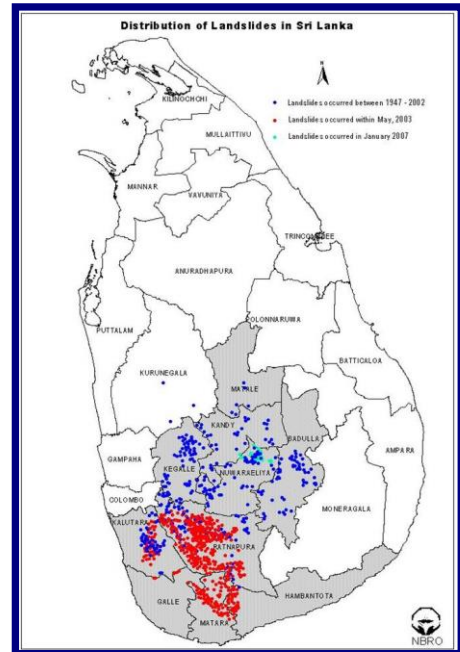 Distribution of Landslides in Sri Lanka
N
KILINOCHCHI
Landslides occurred between 1947 - 2002
Landslides occurred within May, 2003
MULLAITTIVU
Landslides occurred in January 2007
MANNAR
VAVUNIYA
TRINCOMALEE
ANURADHAPURA
POLONNARUWA
PUTTALAM
BATTICALOA
KURUNEGALA
MATALE
KANDY
BADULLA
AMPARA
GAMPAHA
KEGALLE
NUWARAELIYA
COLOMBO
MONERAGALA
KALUTARA
RATNAPURA
HAMBANTOTA
GALLE
MATARA
NBRO